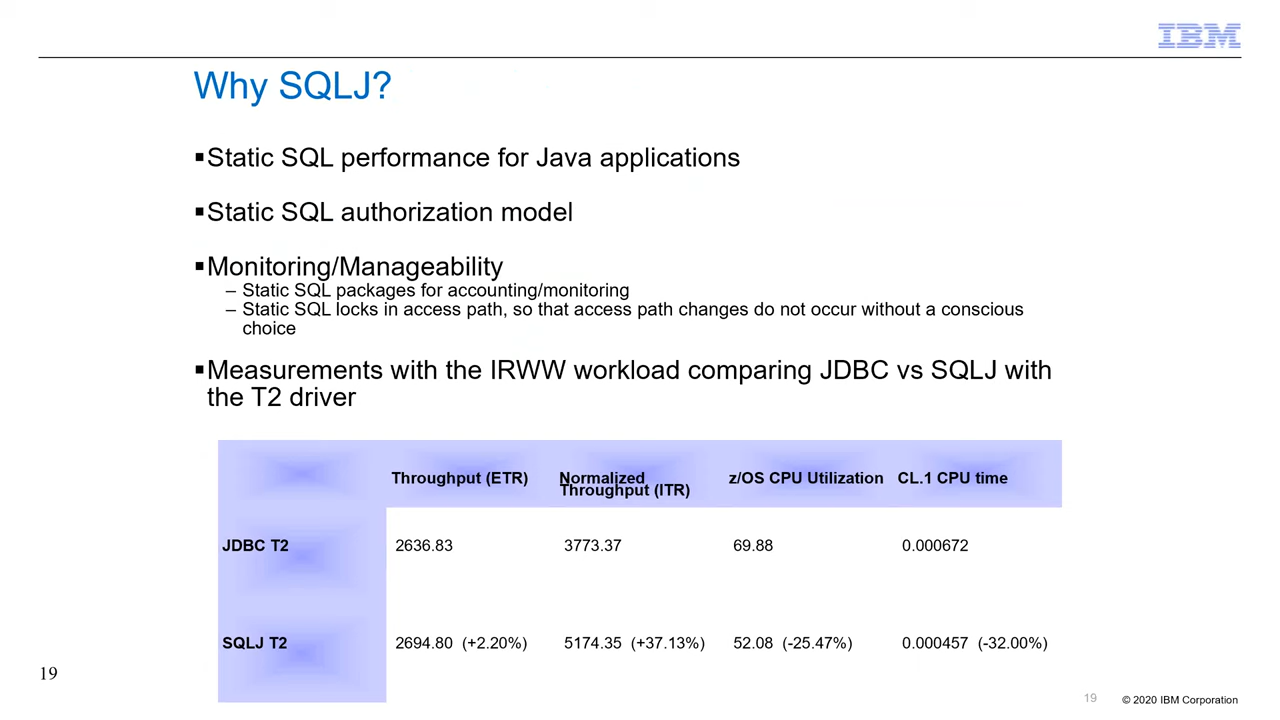 IBM
Why SQLJ?
▪Static SQL performance for Java applications
▪Static SQL authorization model
▪Monitoring/Manageability
– Static SQL packages for accounting/monitoring
– Static SQL locks in access path, so that access path changes do not occur without a conscious
choice
▪Measurements with the IRWW workload comparing JDBC vs SQLJ with
the T2 driver
Throughput (ETR) Normalized Throughput (ITR) z/OS CPU Utilization CL.1 CPU time
JDBC T2 2636.83 3773.37 69.88 0.000672
SQLJ T2 2694.80 (+2.20%) 5174.35 (+37.13%) 52.08 (-25.47%) 0.000457 (-32.00%)
19
19 © 2020 IBM Corporation